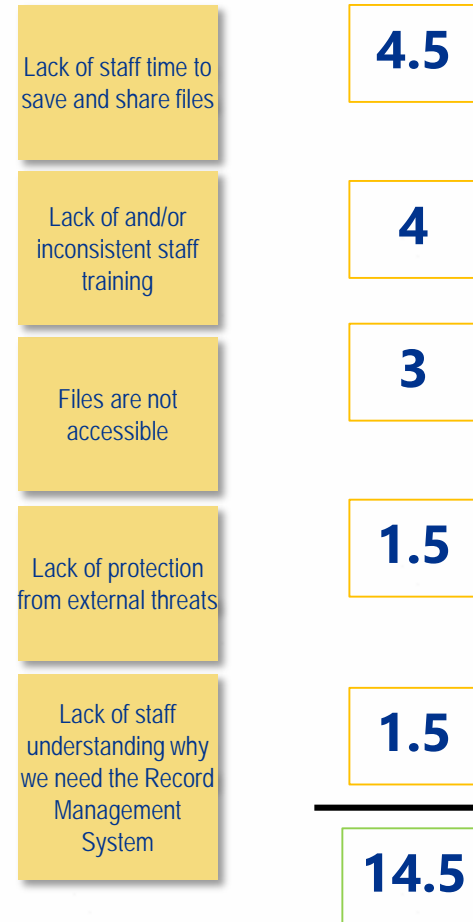 Lack of staff time to
save and share files
4.5
Lack of and/or
inconsistent staff
training
4
Files are not
accessible
3
Lack of protection
from external threats
1.5
Lack of staff
understanding why
we need the Record
Management
System
1.5
14.5